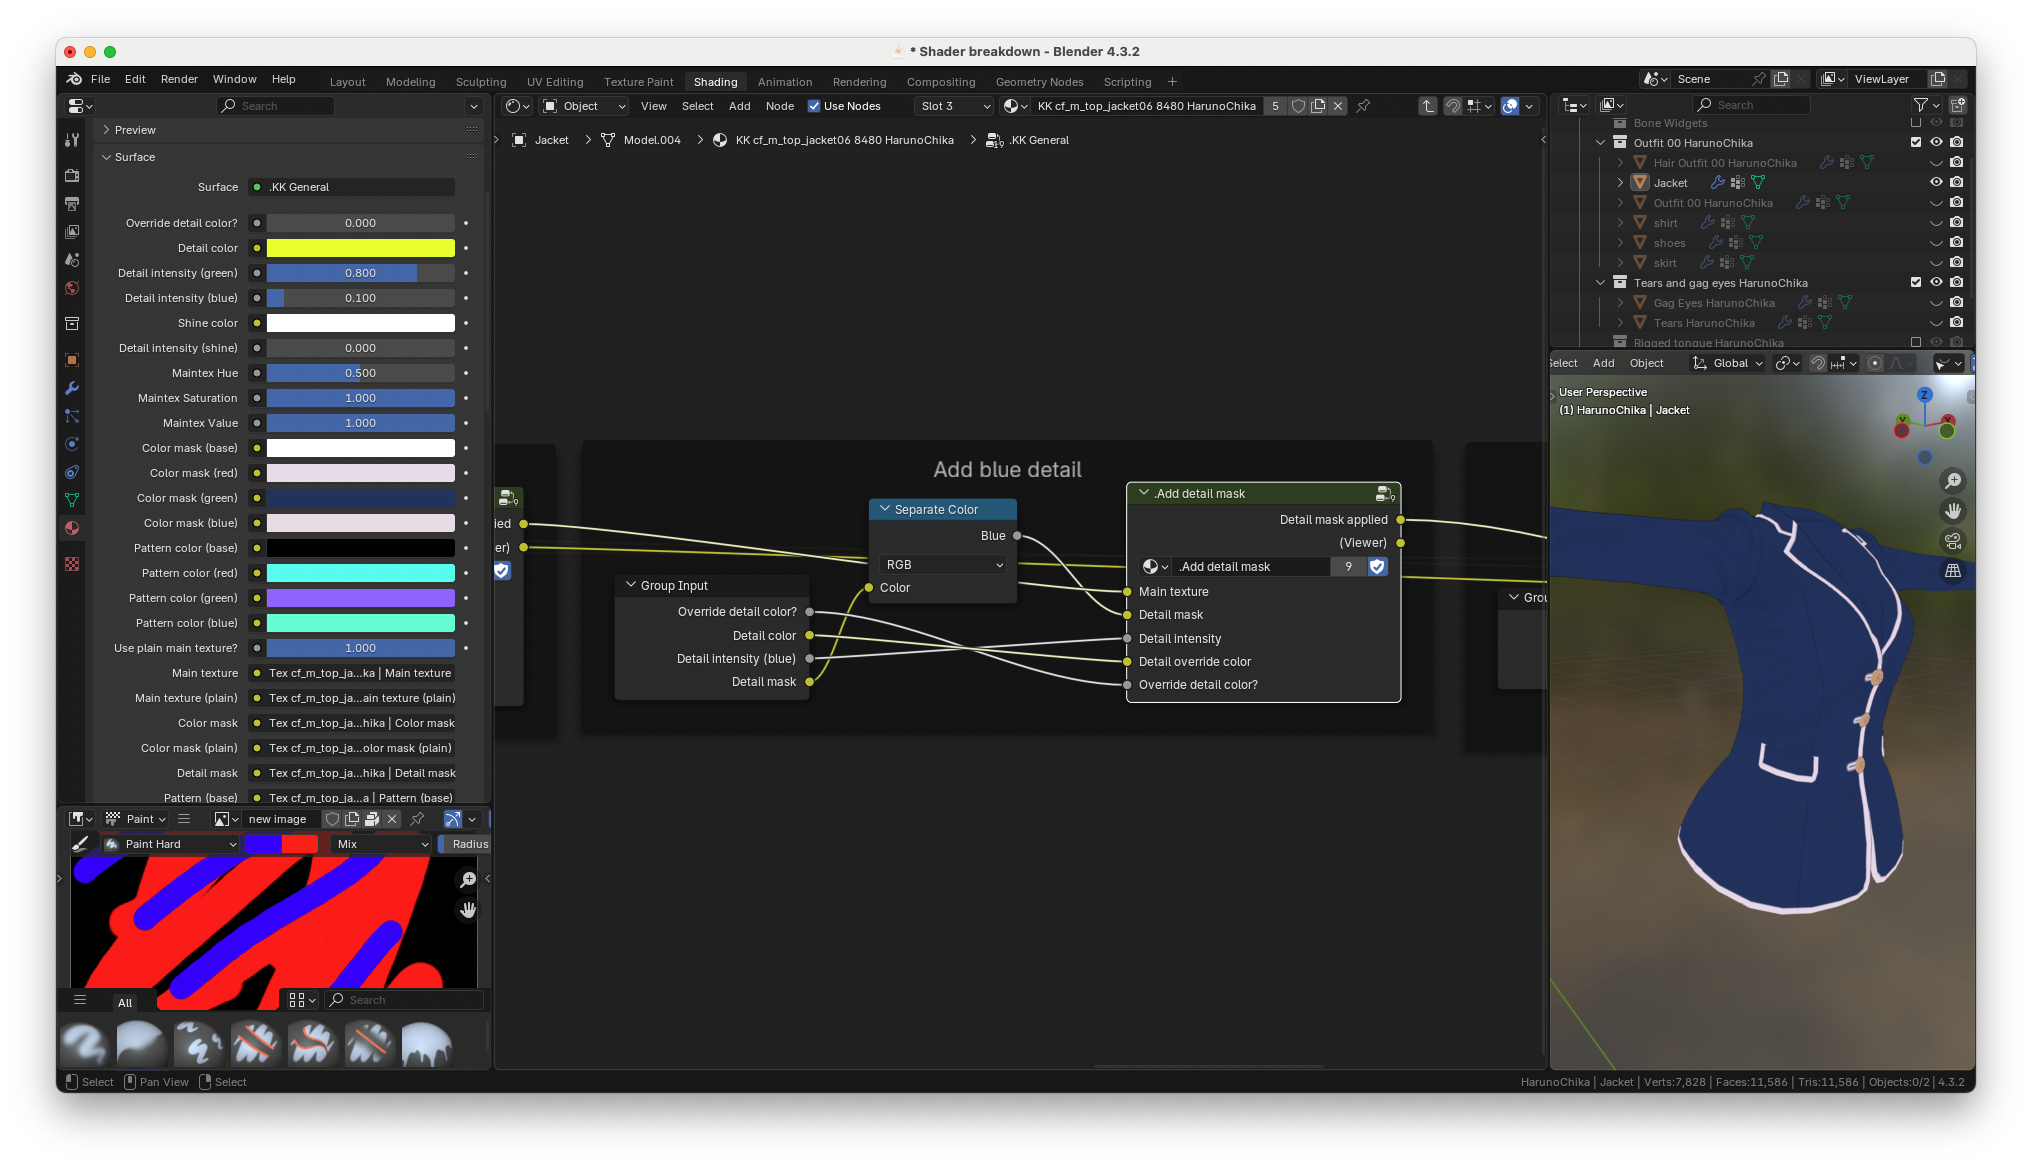 * Shader breakdown - Blender 4.3.2
File Edit Render Window Help Layout Modeling Sculpting UV Editing Texture Paint Shading Animation Rendering Compositing Geometry Nodes Scripting + Scene ViewLayer
Search
Object View Select Add Node Use Nodes Slot 3 KK cf_m_top_jacket06 8480 HarunoChika 5
Search
Jacket > Model.004 > KK cf_m_top_jacket06 8480 HarunoChika > .KK General
Preview
Surface
Surface .KK General
Override detail color? 0.000
Detail color
Detail intensity (green) 0.800
Detail intensity (blue) 0.100
Shine color
Detail intensity (shine) 0.000
Maintex Hue 0.500
Maintex Saturation 1.000
Maintex Value 1.000
Color mask (base)
Color mask (red)
Color mask (green)
Color mask (blue)
Pattern color (base)
Pattern color (red)
Pattern color (green)
Pattern color (blue)
Use plain main texture? 1.000
Main texture Tex cf_m_top_ja...ka | Main texture
Main texture (plain) Tex cf_m_top_ja...ain texture (plain)
Color mask Tex cf_m_top_ja...hika | Color mask
Color mask (plain) Tex cf_m_top_ja...olor mask (plain)
Detail mask Tex cf_m_top_ja...hika | Detail mask
Pattern (base) Tex cf_m_top_ja...a | Pattern (base)
Paint new image
Paint Hard Mix Radius
All Search
ied
er)
Add blue detail
Group Input
Override detail color?
Detail color
Detail intensity (blue)
Detail mask
Separate Color
Blue
RGB
Color
.Add detail mask
Detail mask applied
(Viewer)
.Add detail mask 9
Main texture
Detail mask
Detail intensity
Detail override color
Override detail color?
Grou
Bone Widgets
Outfit 00 HarunoChika
Hair Outfit 00 HarunoChika
Jacket
Outfit 00 HarunoChika
shirt
shoes
skirt
Tears and gag eyes HarunoChika
Gag Eyes HarunoChika
Tears HarunoChika
Rigged tongue HarunoChika
Select Add Object Global
User Perspective
(1) HarunoChika | Jacket
Z
Select Pan View Select
HarunoChika | Jacket | Verts:7,828 | Faces:11,586 | Tris:11,586 | Objects:0/2 | 4.3.2